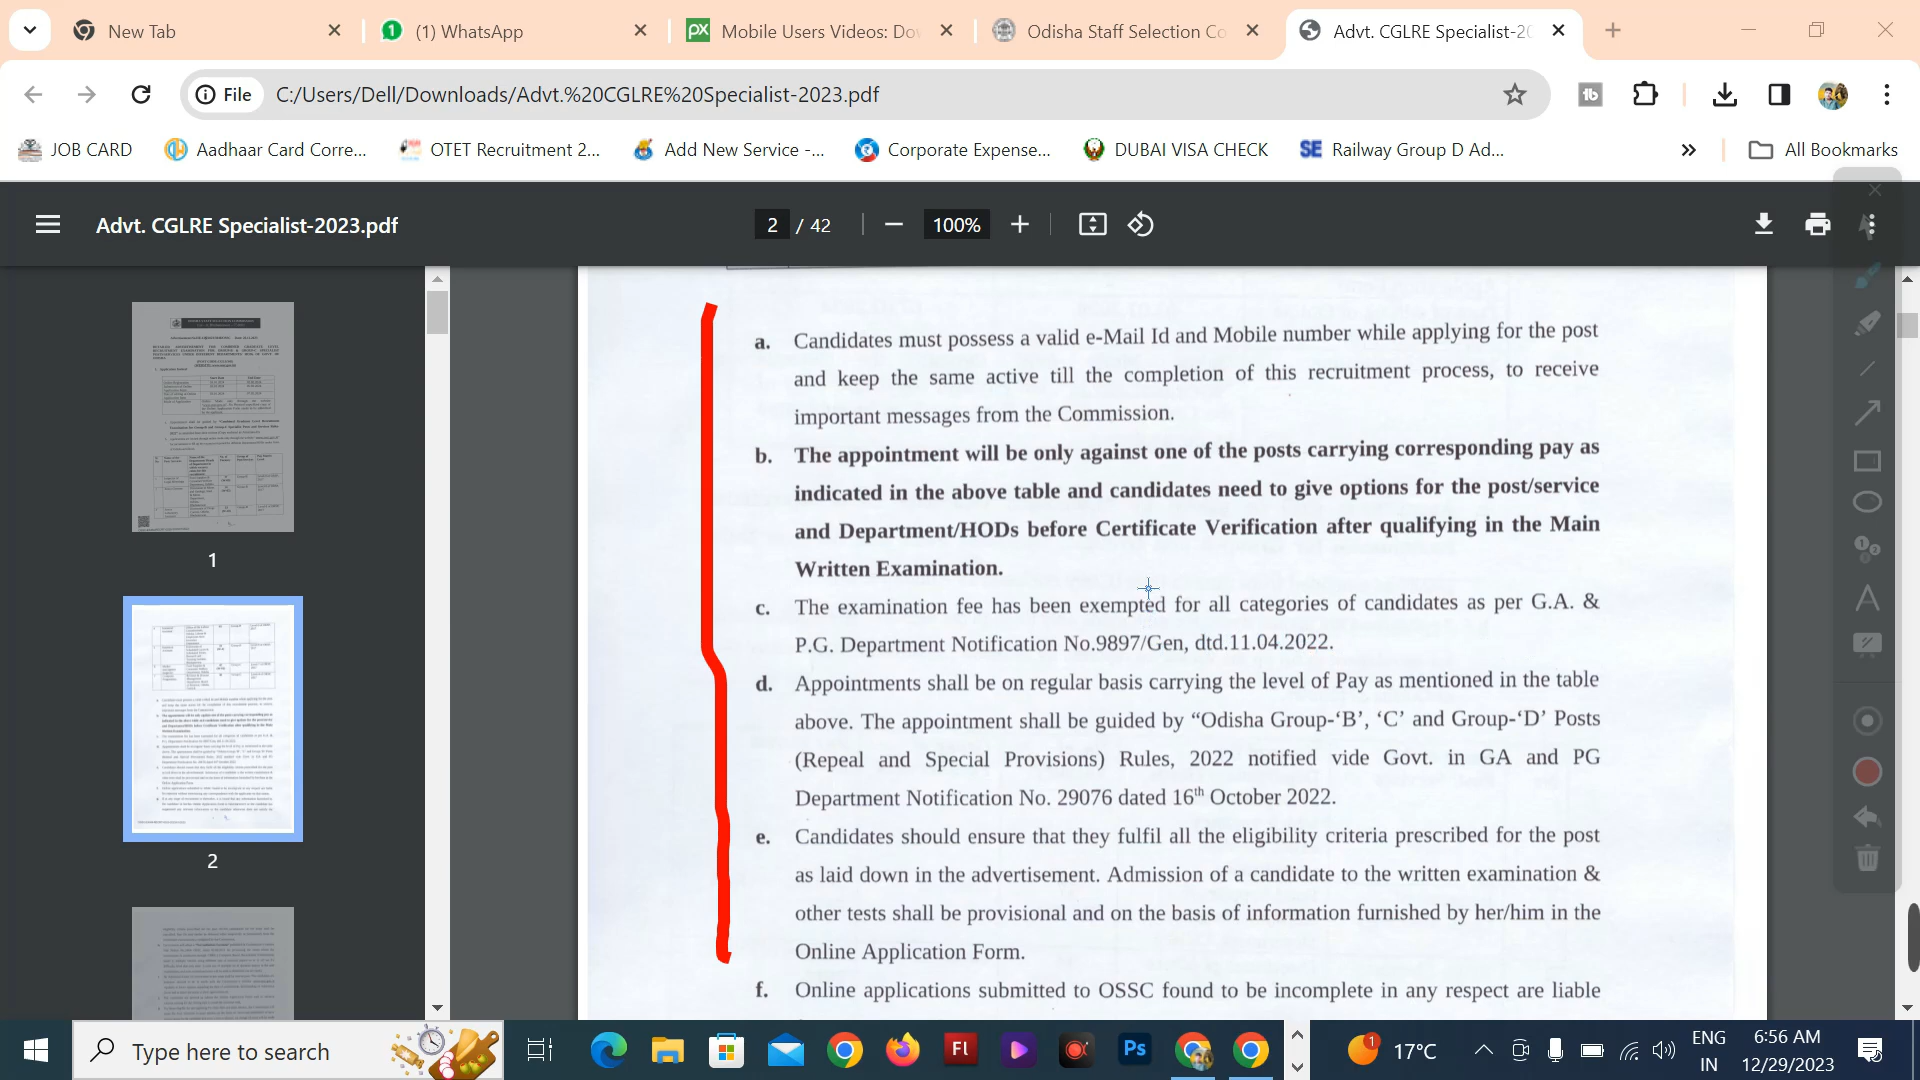 New Tab
(1) WhatsApp
Mobile Users Videos: Dov
Odisha Staff Selection Co
Advt. CGLRE Specialist-20
File
C:/Users/Dell/Downloads/Advt.%20CGLRE%20Specialist-2023.pdf
JOB CARD
Aadhaar Card Corre...
OTET Recruitment 2...
Add New Service -...
Corporate Expense...
DUBAI VISA CHECK
SE Railway Group D Ad...
All Bookmarks
Advt. CGLRE Specialist-2023.pdf
2 / 42
100%
1
2
a. Candidates must possess a valid e-Mail Id and Mobile number while applying for the post
and keep the same active till the completion of this recruitment process, to receive
important messages from the Commission.
b. The appointment will be only against one of the posts carrying corresponding pay as
indicated in the above table and candidates need to give options for the post/service
and Department/HODs before Certificate Verification after qualifying in the Main
Written Examination.
c. The examination fee has been exempted for all categories of candidates as per G.A. &
P.G. Department Notification No.9897/Gen, dtd.11.04.2022.
d. Appointments shall be on regular basis carrying the level of Pay as mentioned in the table
above. The appointment shall be guided by “Odisha Group-‘B’, ‘C’ and Group-‘D’ Posts
(Repeal and Special Provisions) Rules, 2022 notified vide Govt. in GA and PG
Department Notification No. 29076 dated 16th October 2022.
e. Candidates should ensure that they fulfil all the eligibility criteria prescribed for the post
as laid down in the advertisement. Admission of a candidate to the written examination &
other tests shall be provisional and on the basis of information furnished by her/him in the
Online Application Form.
f. Online applications submitted to OSSC found to be incomplete in any respect are liable
Type here to search
Fl
Ps
1
17°C
ENG
IN
6:56 AM
12/29/2023